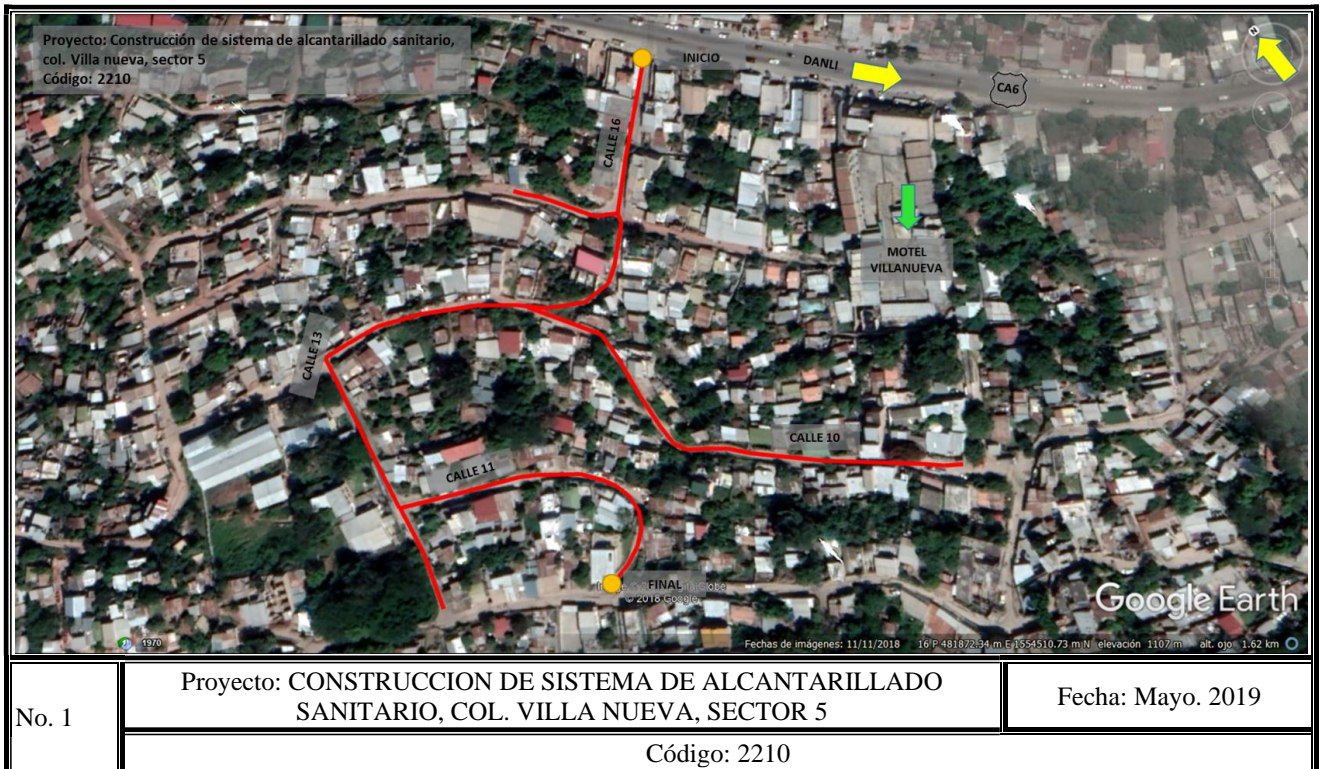 Proyecto: Construcción de sistema de alcantarillado sanitario,
col. Villa nueva, sector 5
Código: 2210
INICIO
DANLI
CA6
N
CALLE 16
MOTEL
VILLANUEVA
CALLE 13
CALLE 10
CALLE 11
FINAL
© 2018 Google
Google Earth
1970
Fechas de imágenes: 11/11/2018 16 P 481872.34 m E 1554510.73 m N elevación 1107 m alt. ojo 1.62 km
No. 1
Proyecto: CONSTRUCCION DE SISTEMA DE ALCANTARILLADO
SANITARIO, COL. VILLA NUEVA, SECTOR 5
Fecha: Mayo. 2019
Código: 2210